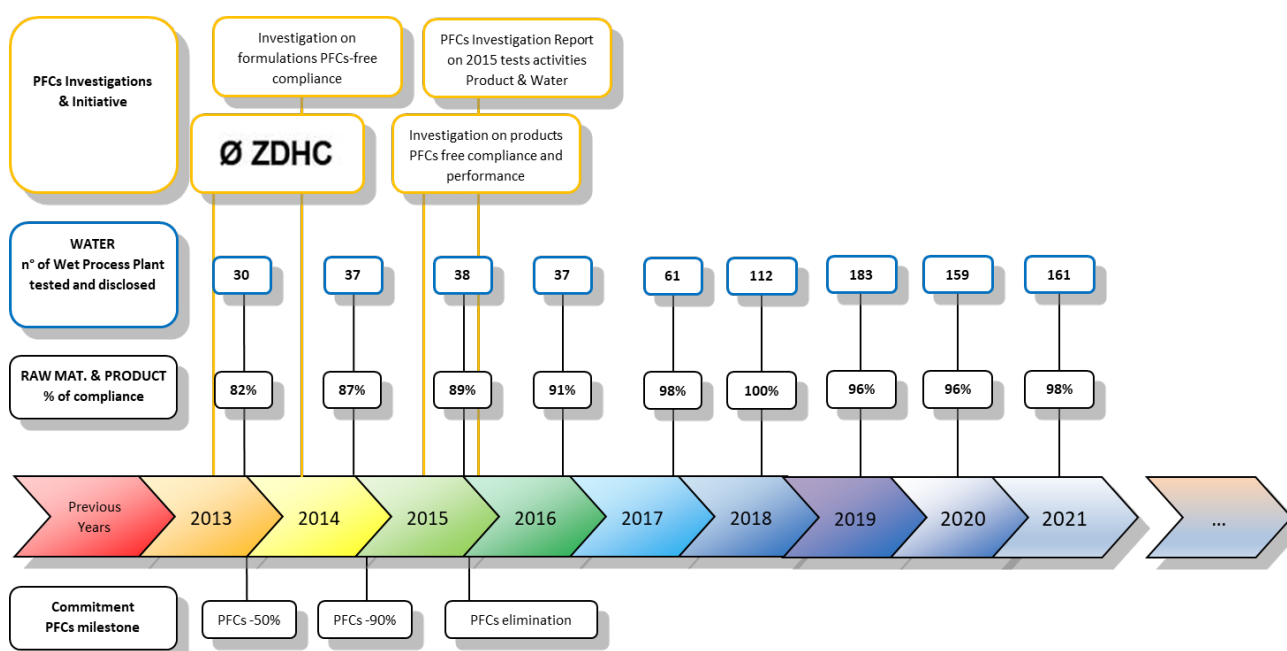 PFCs Investigations
& Initiative
Investigation on
formulations PFCs-free
compliance
PFCs Investigation Report
on 2015 tests activities
Product & Water
Ø ZDHC
Investigation on products
PFCs free compliance and
performance
WATER
n° of Wet Process Plant
tested and disclosed
30
37
38
37
61
112
183
159
161
RAW MAT. & PRODUCT
% of compliance
82%
87%
89%
91%
98%
100%
96%
96%
98%
Previous
Years
2013
2014
2015
2016
2017
2018
2019
2020
2021
...
Commitment
PFCs milestone
PFCs -50%
PFCs -90%
PFCs elimination